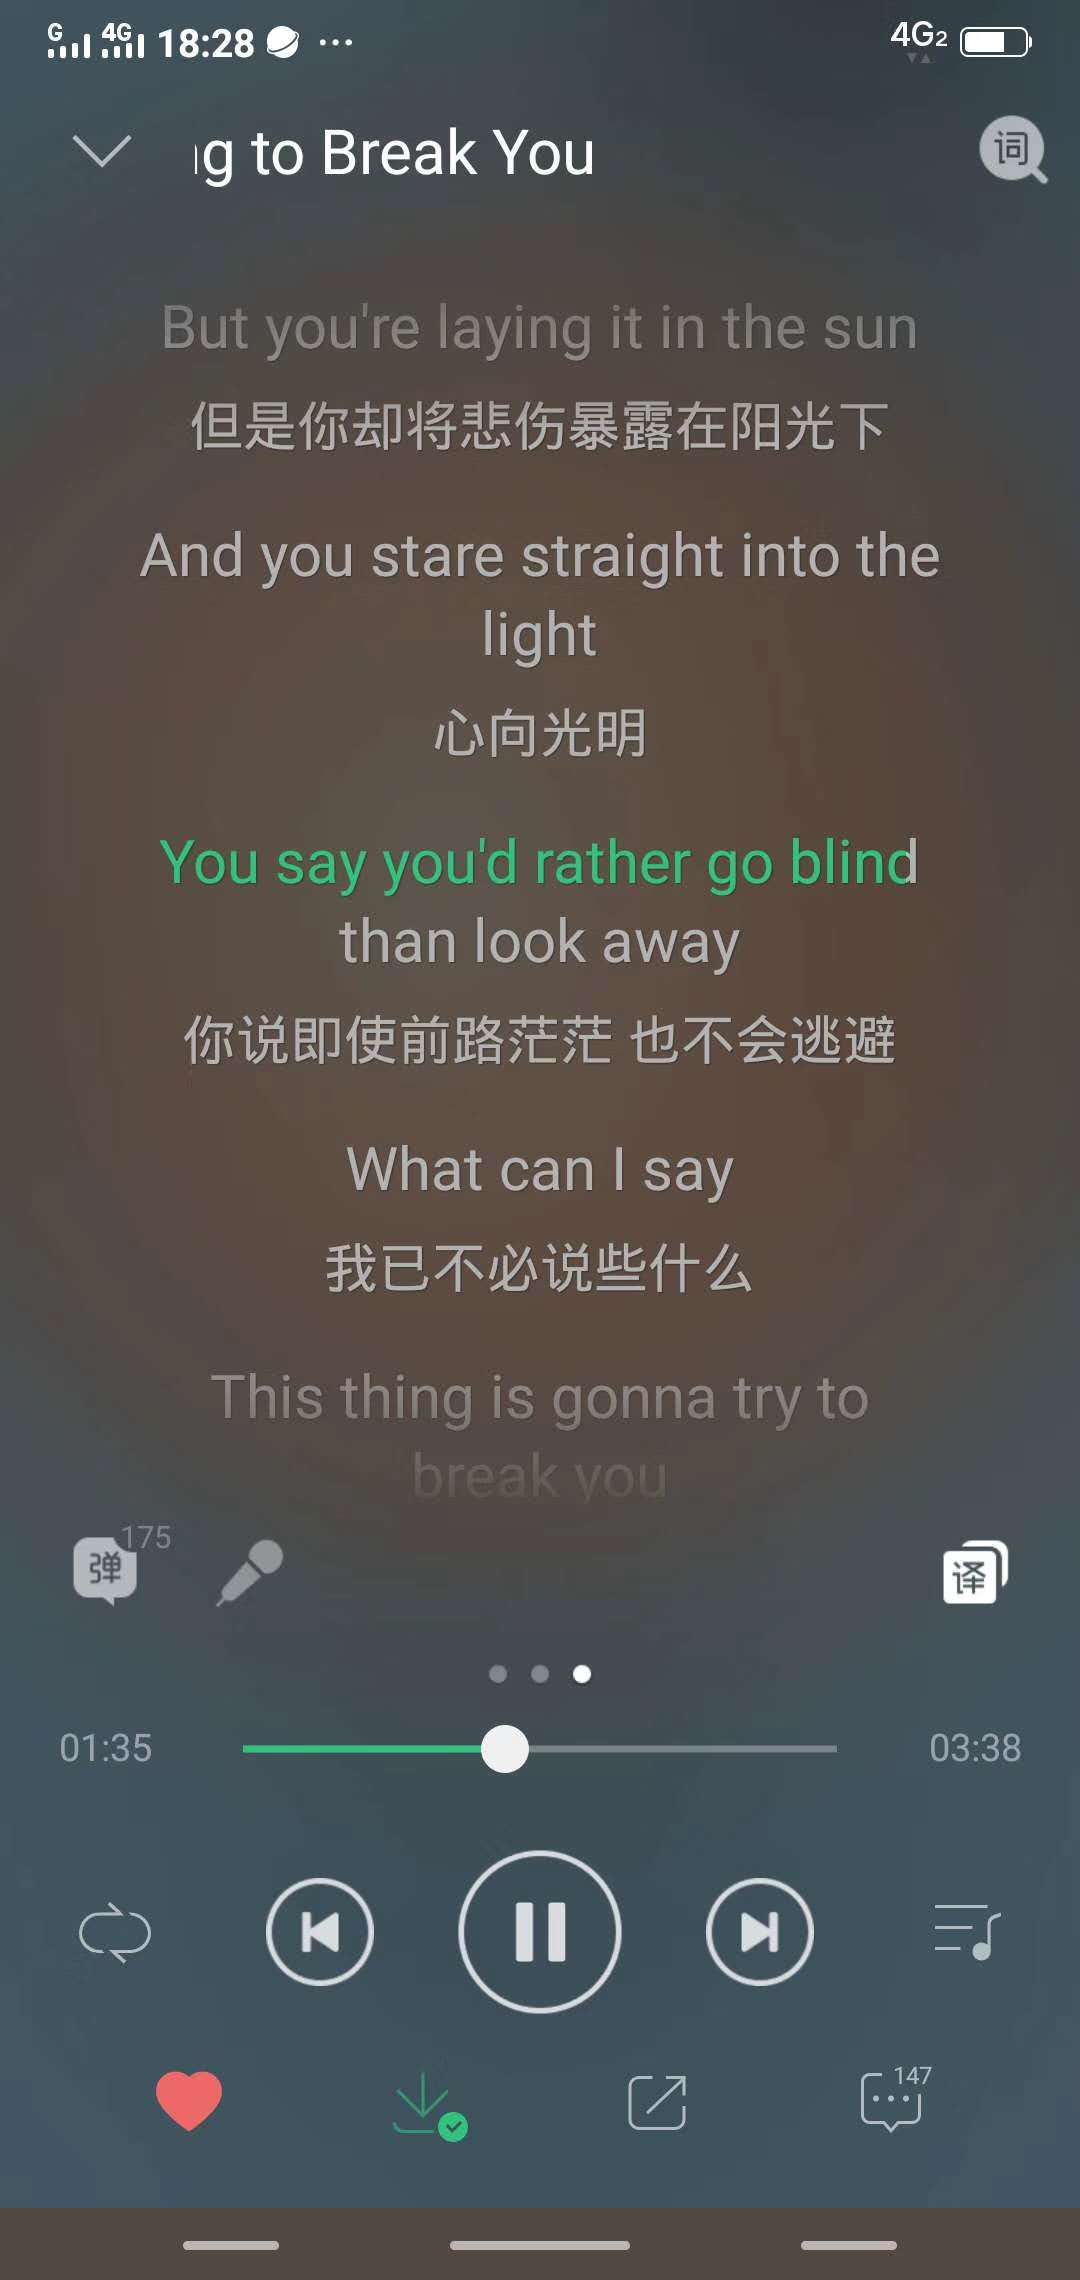 G 4G 18:28 ... 4G2
ng to Break You
词
But you're laying it in the sun
但是你却将悲伤暴露在阳光下
And you stare straight into the
light
心向光明
You say you'd rather go blind
than look away
你说即使前路茫茫 也不会逃避
What can I say
我已不必说些什么
This thing is gonna try to
break you
弹 175
译
01:35 03:38
147